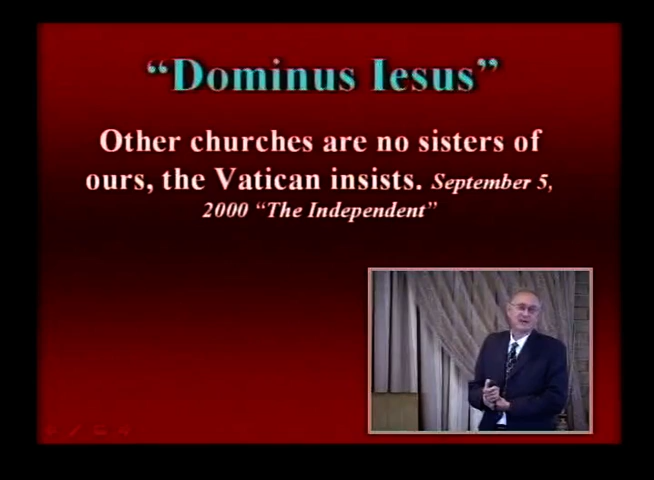 “Dominus Iesus”
Other churches are no sisters of
ours, the Vatican insists. September 5,
2000 “The Independent”